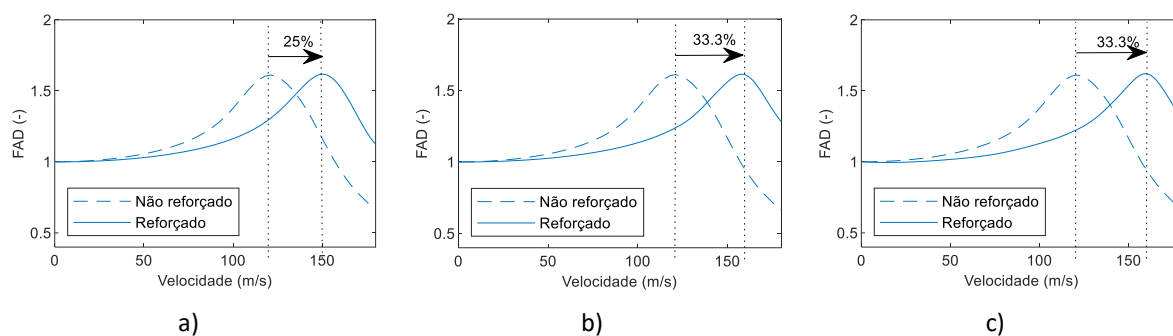 2
1.5
1
0.5
FAD (-)
25%
Não reforçado
Reforçado
0 50 100 150
Velocidade (m/s)
a)
2
1.5
1
0.5
FAD (-)
33.3%
Não reforçado
Reforçado
0 50 100 150
Velocidade (m/s)
b)
2
1.5
1
0.5
FAD (-)
33.3%
Não reforçado
Reforçado
0 50 100 150
Velocidade (m/s)
c)